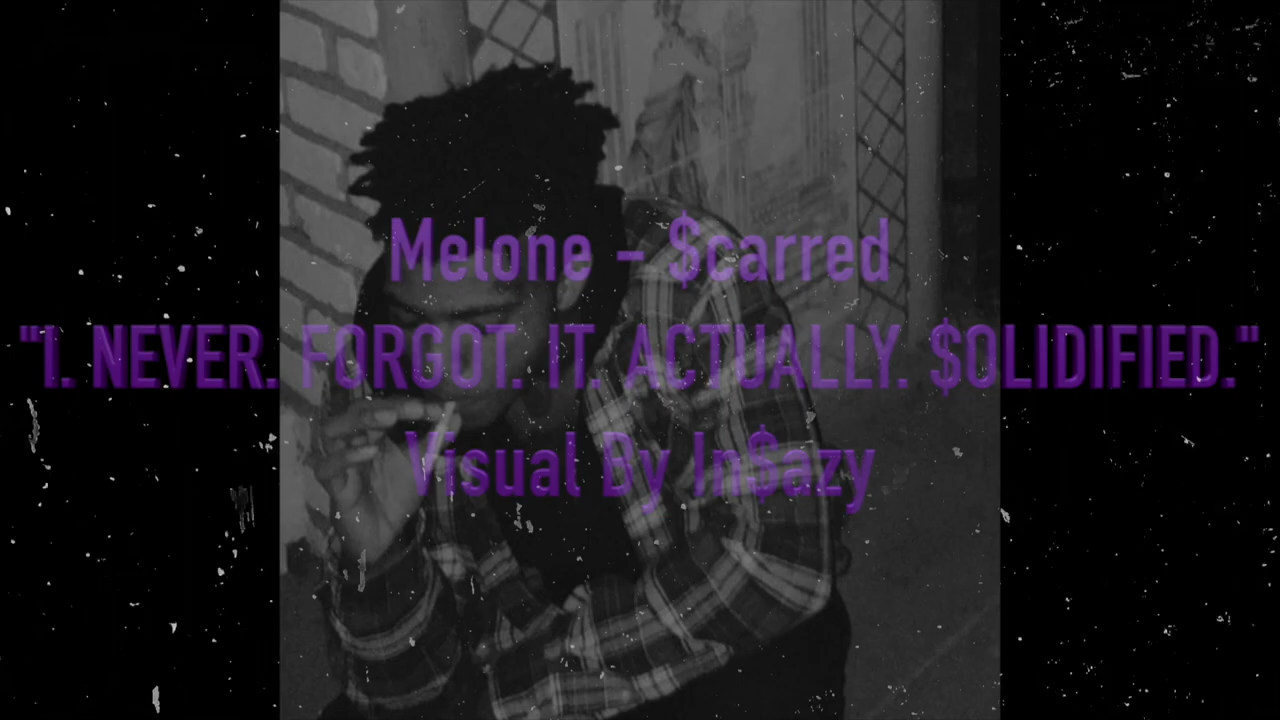 Melone - $carred
"I. NEVER. FORGOT. IT. ACTUALLY. $OLIDIFIED."
Visual By In$azy